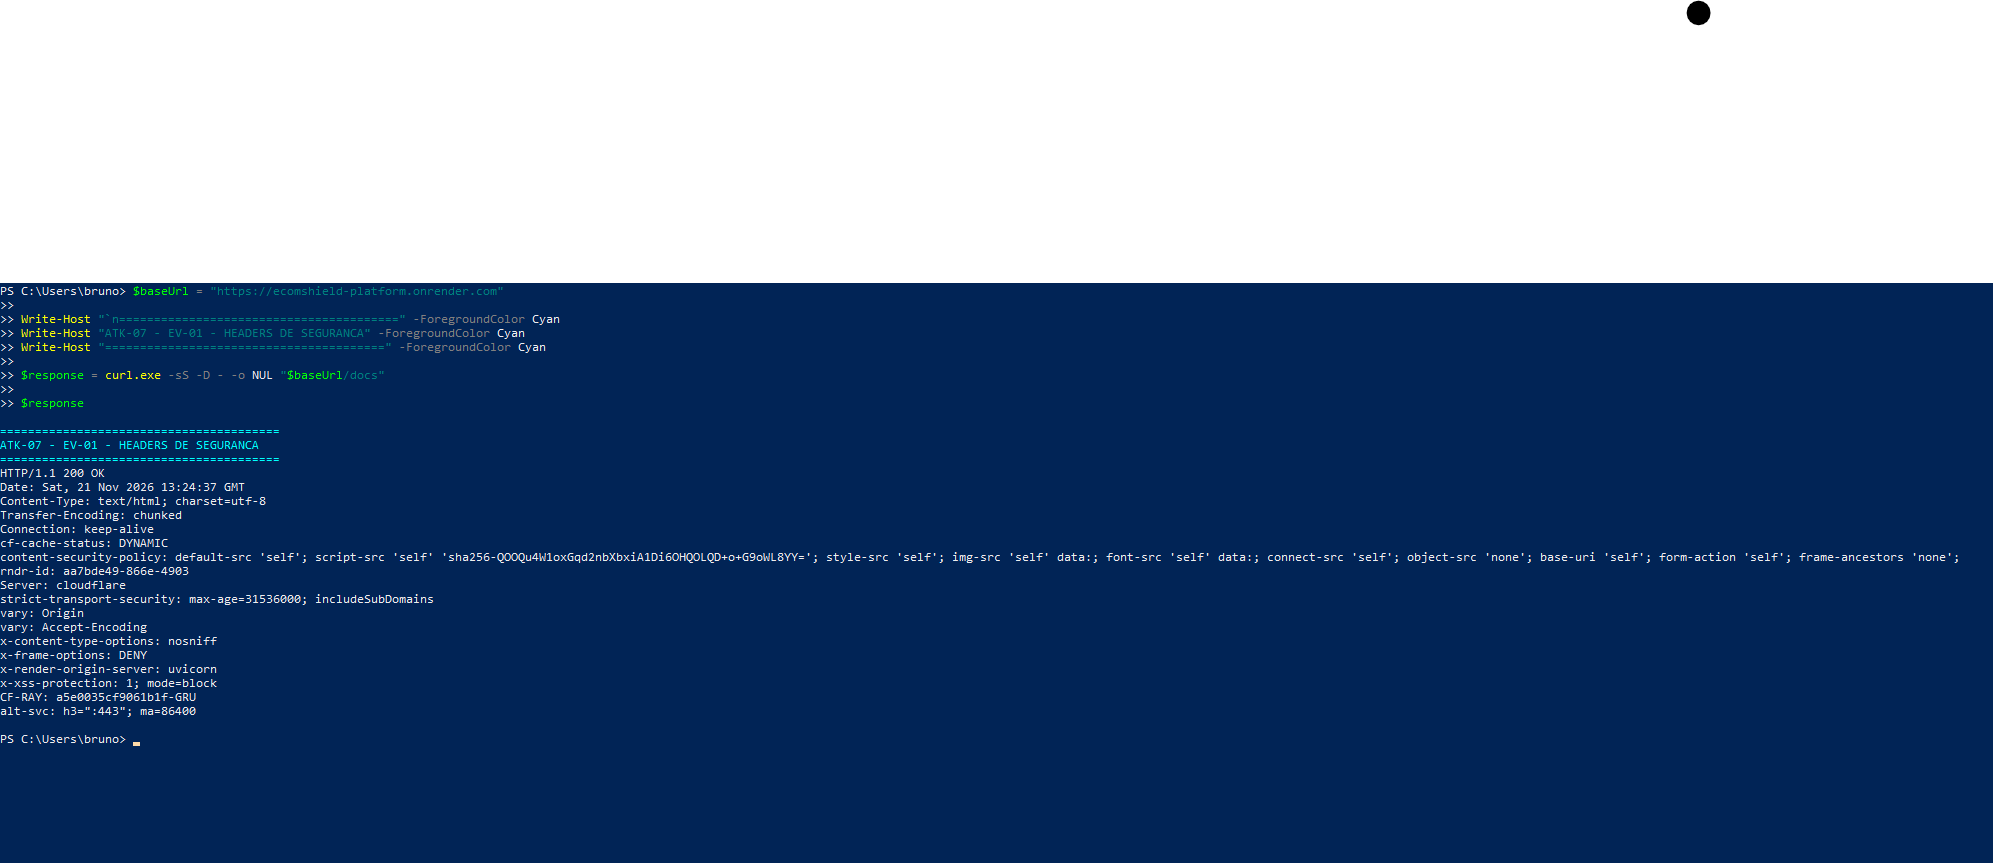 PS C:\Users\bruno> $baseUrl = "https://ecomshield-platform.onrender.com"
>>
>> Write-Host "`n========================================" -ForegroundColor Cyan
>> Write-Host "ATK-07 - EV-01 - HEADERS DE SEGURANCA" -ForegroundColor Cyan
>> Write-Host "========================================" -ForegroundColor Cyan
>>
>> $response = curl.exe -sS -D - -o NUL "$baseUrl/docs"
>>
>> $response
========================================
ATK-07 - EV-01 - HEADERS DE SEGURANCA
========================================
HTTP/1.1 200 OK
Date: Sat, 21 Nov 2026 13:24:37 GMT
Content-Type: text/html; charset=utf-8
Transfer-Encoding: chunked
Connection: keep-alive
cf-cache-status: DYNAMIC
content-security-policy: default-src 'self'; script-src 'self' 'sha256-QOOQu4W1oxGqd2nbXbxiA1Di6OHQOLQD+o+G9oWL8YY='; style-src 'self'; img-src 'self' data:; font-src 'self' data:; connect-src 'self'; object-src 'none'; base-uri 'self'; form-action 'self'; frame-ancestors 'none';
rndr-id: aa7bde49-866e-4903
Server: cloudflare
strict-transport-security: max-age=31536000; includeSubDomains
vary: Origin
vary: Accept-Encoding
x-content-type-options: nosniff
x-frame-options: DENY
x-render-origin-server: uvicorn
x-xss-protection: 1; mode=block
CF-RAY: a5e0035cf9061b1f-GRU
alt-svc: h3=":443"; ma=86400
PS C:\Users\bruno>